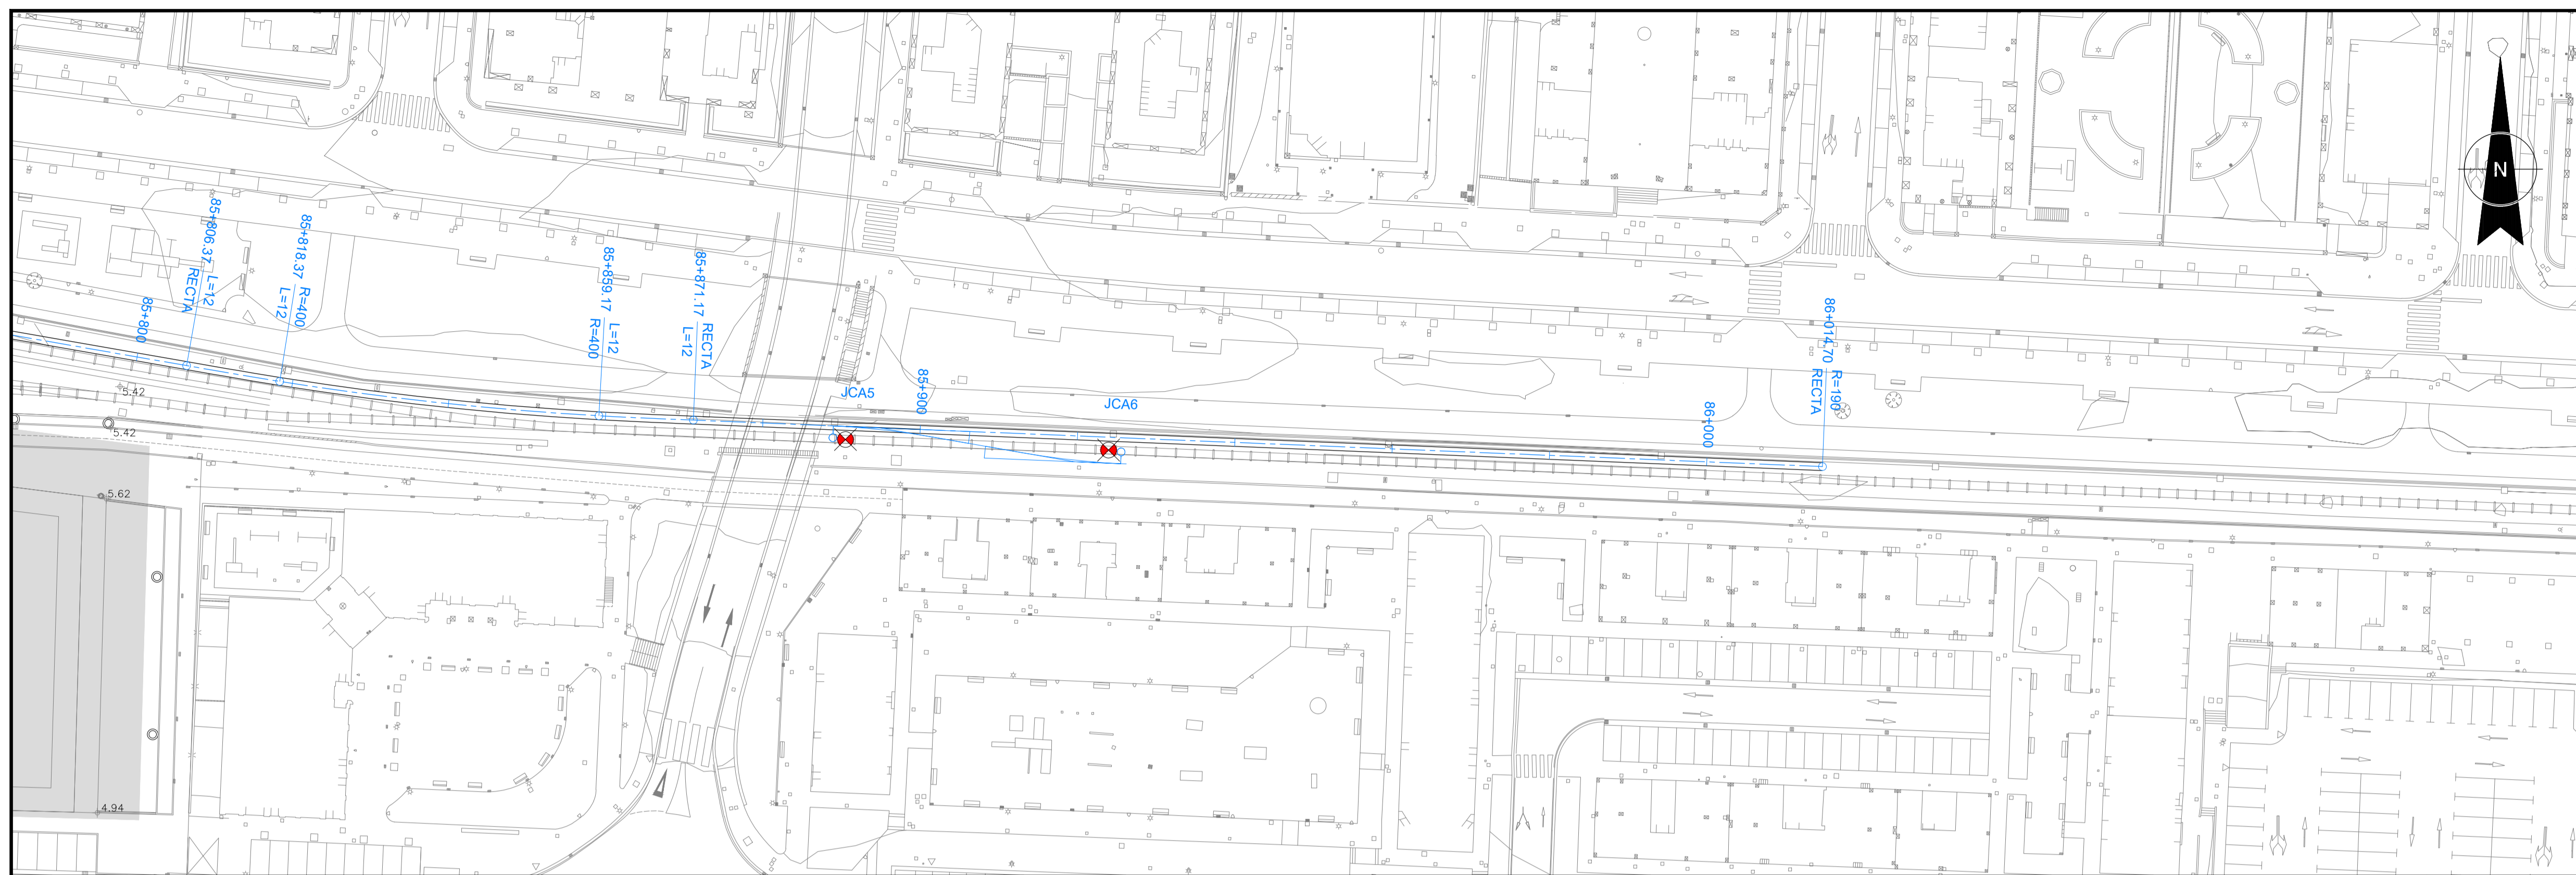 N
85+806.37 L=12
RECTA
85+818.37 R=400
L=12
85+800
85+859.17 L=12
R=400
85+871.17 RECTA
L=12
86+014.70 R=190
RECTA
5.42
JCA5
85+900
JCA6
86+000
5.42
5.62
4.94